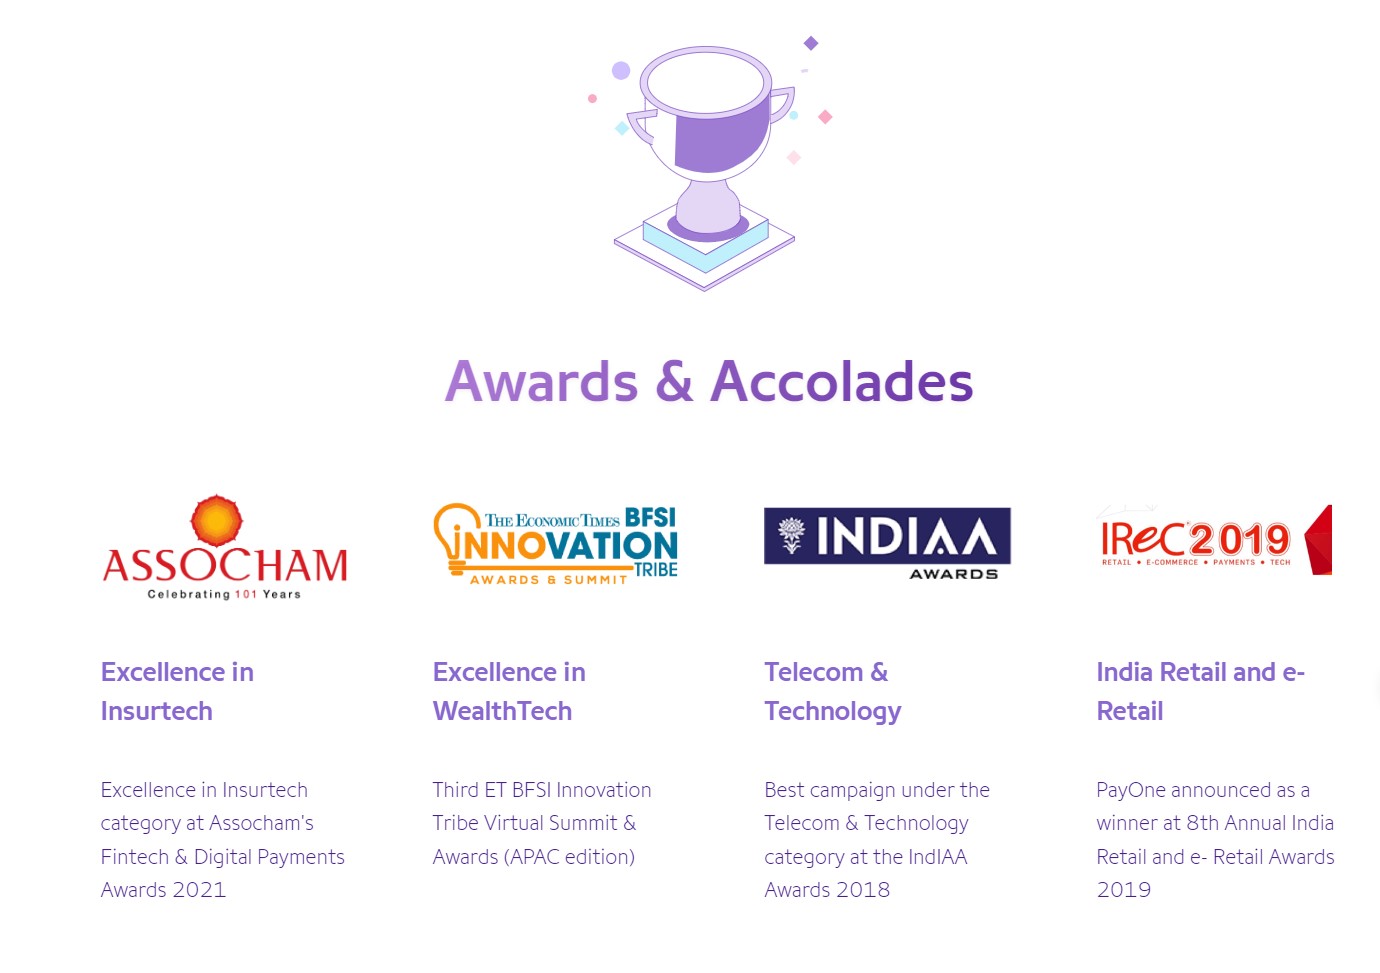 Awards & Accolades
ASSOCHAM
Celebrating 101 Years
THE ECONOMIC TIMES BFSI
iNNOVATION
TRIBE
AWARDS & SUMMIT
INDIAA
AWARDS
IReC 2019
RETAIL • E-COMMERCE • PAYMENTS • TECH
Excellence in
Insurtech
Excellence in
WealthTech
Telecom &
Technology
India Retail and e-
Retail
Excellence in Insurtech
category at Assocham's
Fintech & Digital Payments
Awards 2021
Third ET BFSI Innovation
Tribe Virtual Summit &
Awards (APAC edition)
Best campaign under the
Telecom & Technology
category at the IndIAA
Awards 2018
PayOne announced as a
winner at 8th Annual India
Retail and e- Retail Awards
2019